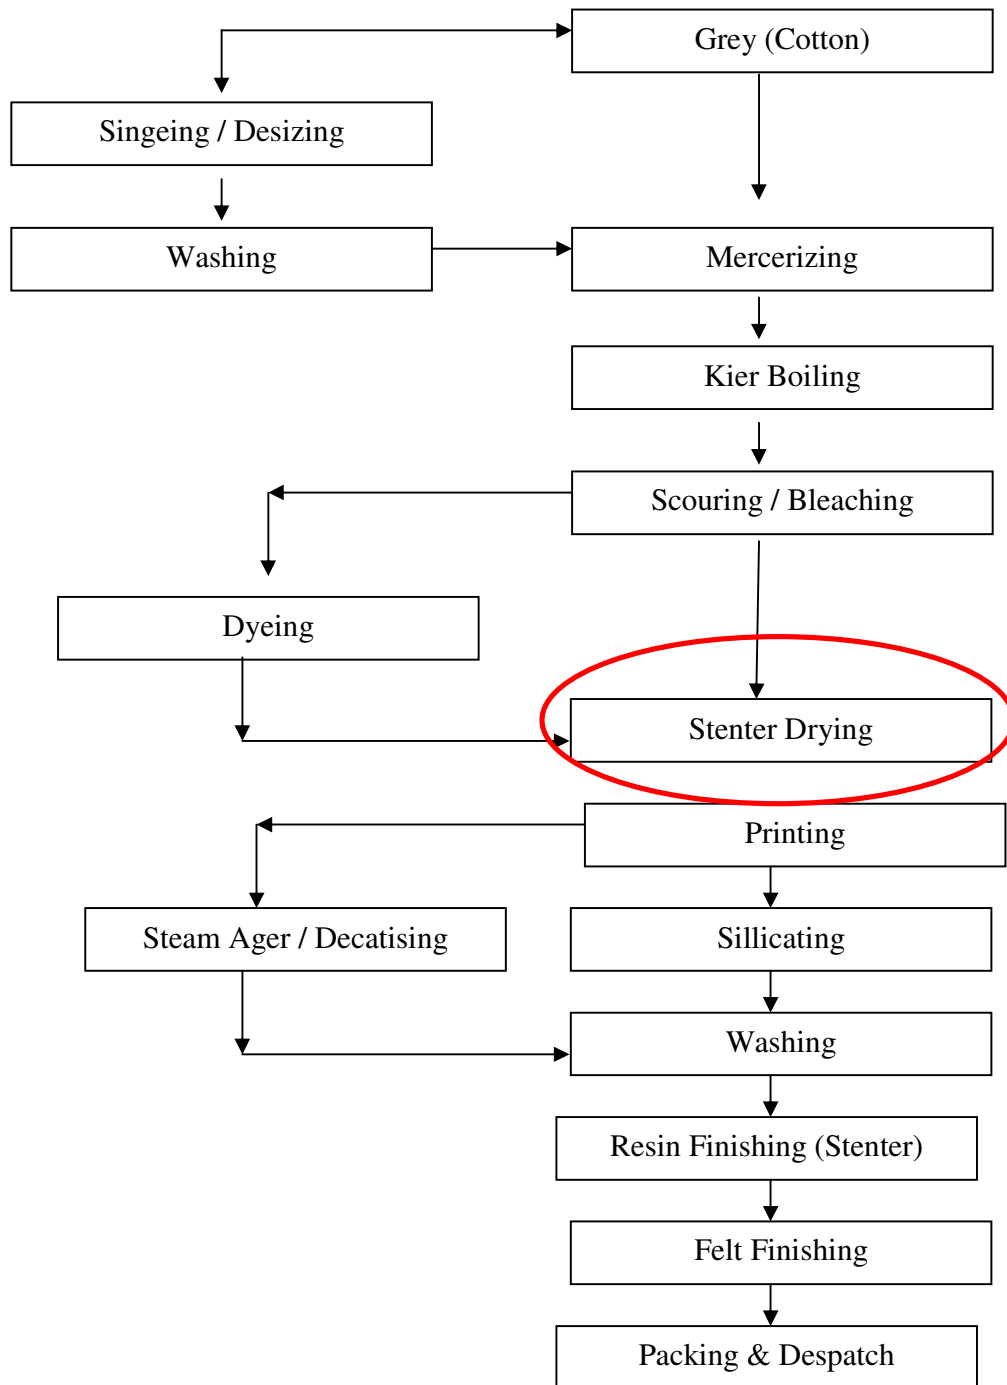 Grey (Cotton)
Singeing / Desizing
Washing
Mercerizing
Kier Boiling
Scouring / Bleaching
Dyeing
Stenter Drying
Printing
Steam Ager / Decatising
Sillicating
Washing
Resin Finishing (Stenter)
Felt Finishing
Packing & Despatch